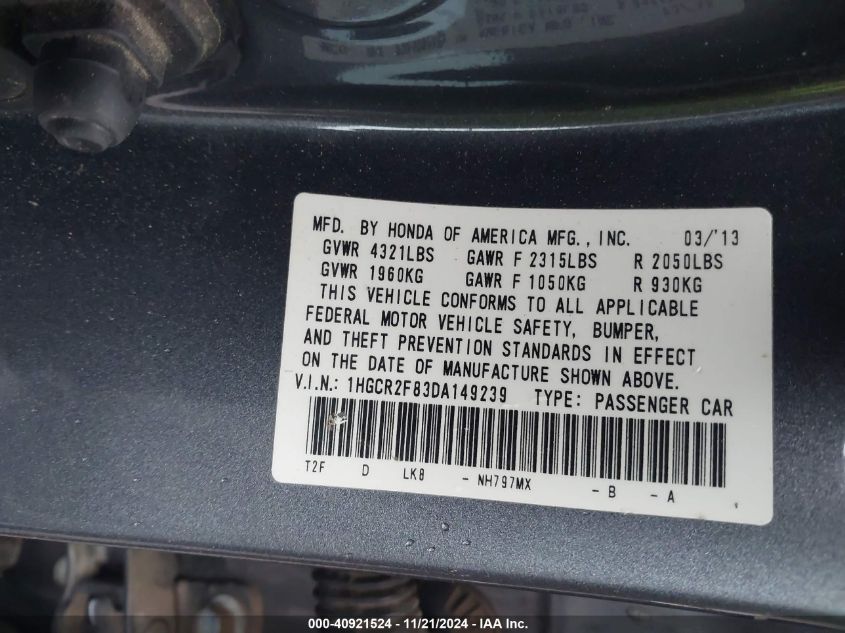 MFD. BY HONDA OF AMERICA MFG., INC. 03/'13
GVWR 4321LBS GAWR F 2315LBS R 2050LBS
GVWR 1960KG GAWR F 1050KG R 930KG
THIS VEHICLE CONFORMS TO ALL APPLICABLE
FEDERAL MOTOR VEHICLE SAFETY, BUMPER,
AND THEFT PREVENTION STANDARDS IN EFFECT
ON THE DATE OF MANUFACTURE SHOWN ABOVE.
V.I.N.: 1HGCR2F83DA149239 TYPE: PASSENGER CAR
T2F D LK8 - NH797MX - B - A
000-40921524 - 11/21/2024 - IAA Inc.